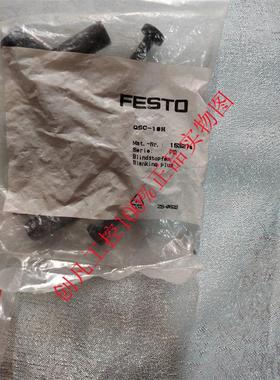 FESTO
QSC-10H
Mat.-Nr.
Serie:
Blindstopfen
Blanking plug
创凡工控100%正品实物图